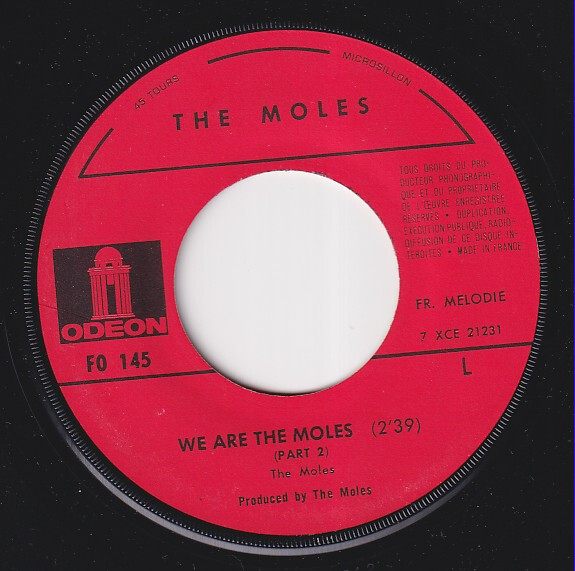 45 TOURS
MICROSILLON
THE MOLES
TOUS DROITS DU PRO-
DUCTEUR PHONOGRAPHI-
QUE ET DU PROPRIETAIRE
DE L'ŒUVRE ENREGISTREE
RESERVES • DUPLICATION,
EXECUTION PUBLIQUE, RADIO-
DIFFUSION DE CE DISQUE IN-
TERDITES • MADE IN FRANCE
ODEON
FO 145
FR. MELODIE
7 XCE 21231
L
WE ARE THE MOLES (2'39)
(PART 2)
The Moles
Produced by The Moles